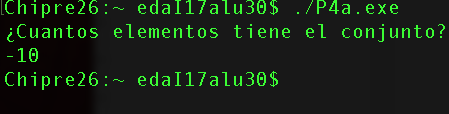 Chipre26:~ edaI17alu30$ ./P4a.exe
¿Cuantos elementos tiene el conjunto?
-10
Chipre26:~ edaI17alu30$